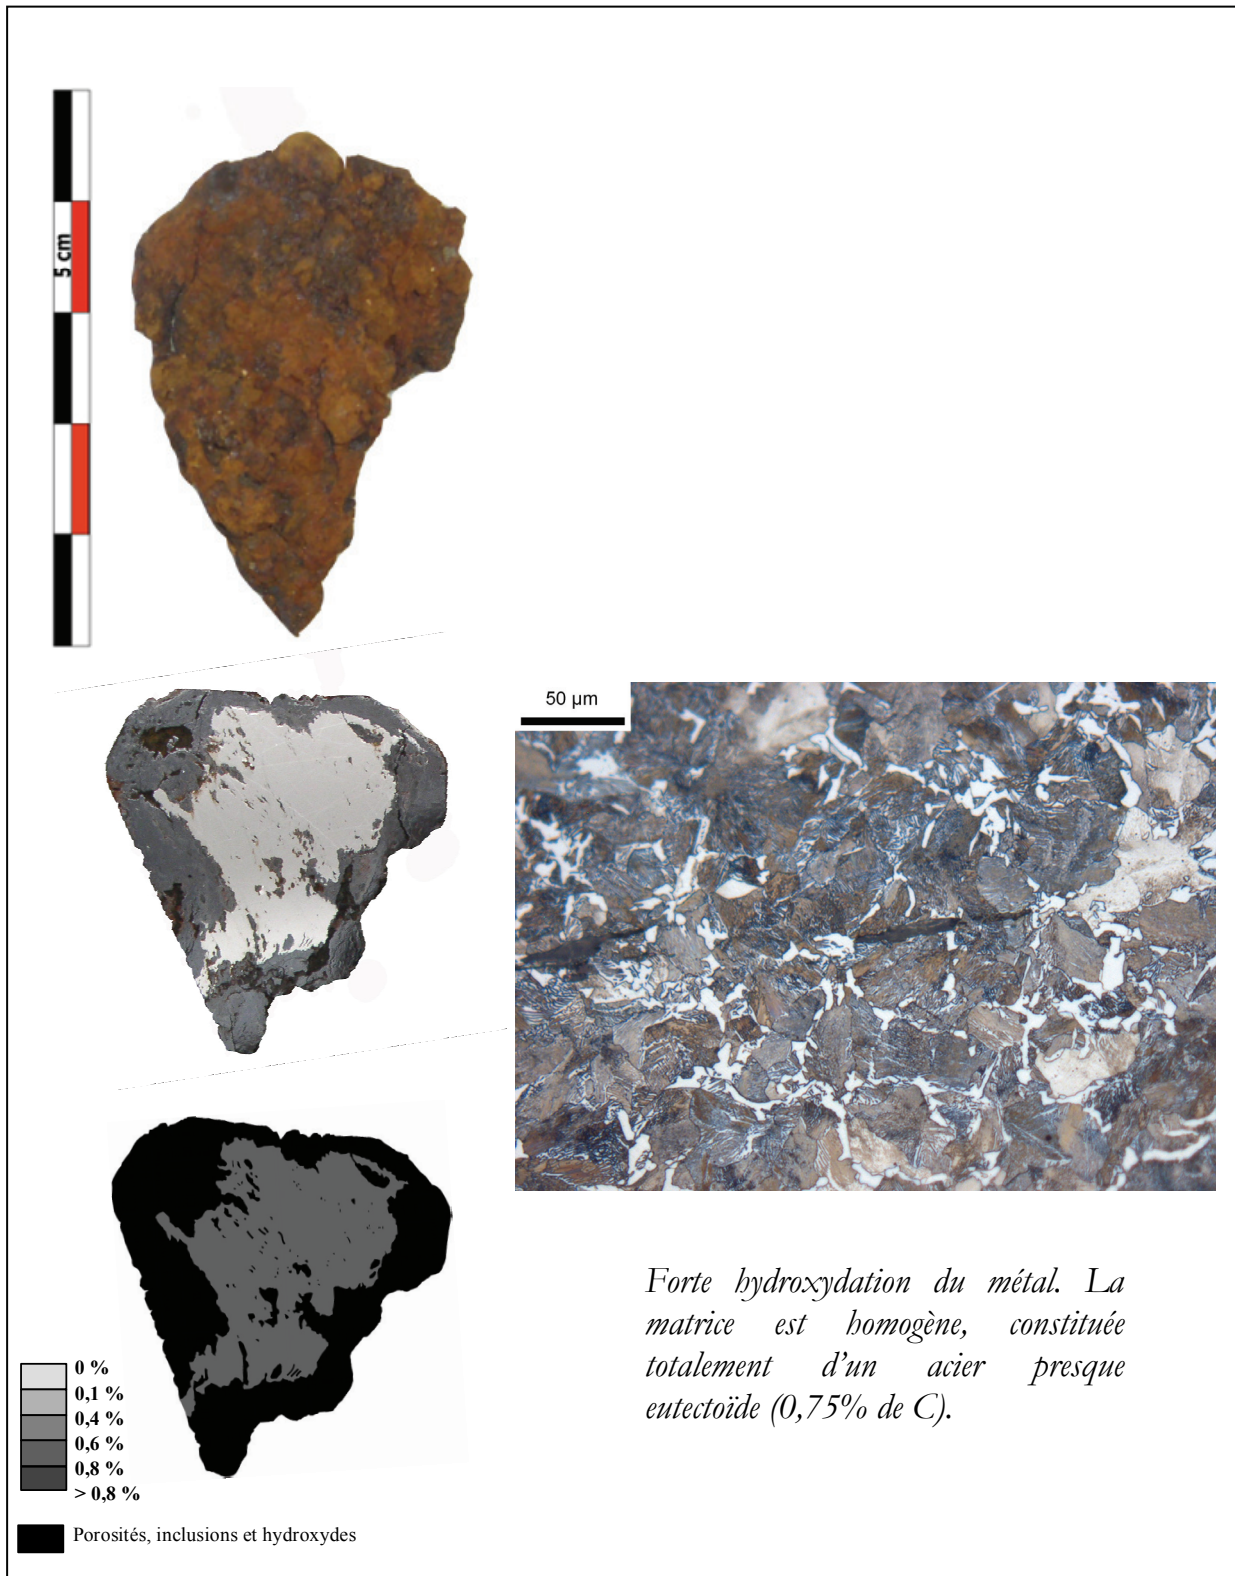 5 cm
50 µm
Forte hydroxydation du métal. La
matrice est homogène, constituée
totalement d'un acier presque
eutectoïde (0,75% de C).
0 %
0,1 %
0,4 %
0,6 %
0,8 %
> 0,8 %
Porosités, inclusions et hydroxydes